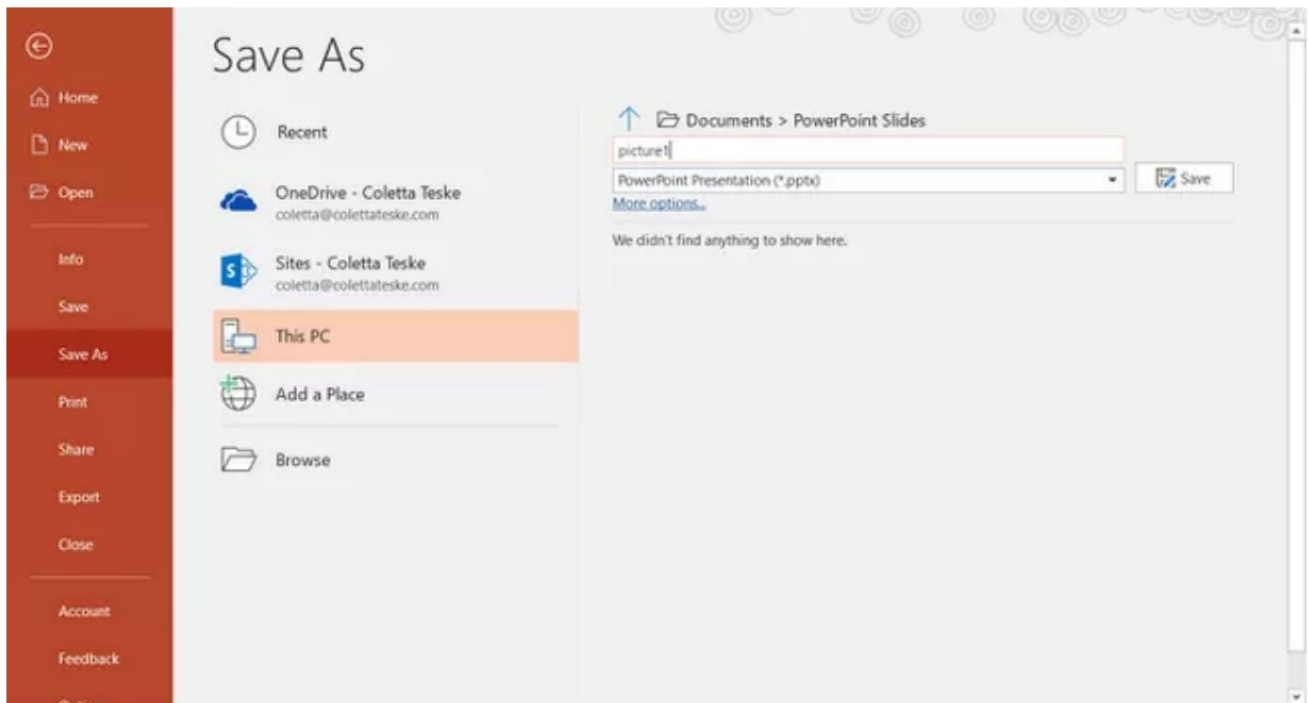 Save As
Home
New
Open
Info
Save
Save As
Print
Share
Export
Close
Account
Feedback
Recent
OneDrive - Coletta Teske
coletta@colettateske.com
Sites - Coletta Teske
coletta@colettateske.com
This PC
Add a Place
Browse
Documents > PowerPoint Slides
picture1
PowerPoint Presentation (*.pptx)
Save
More options...
We didn't find anything to show here.